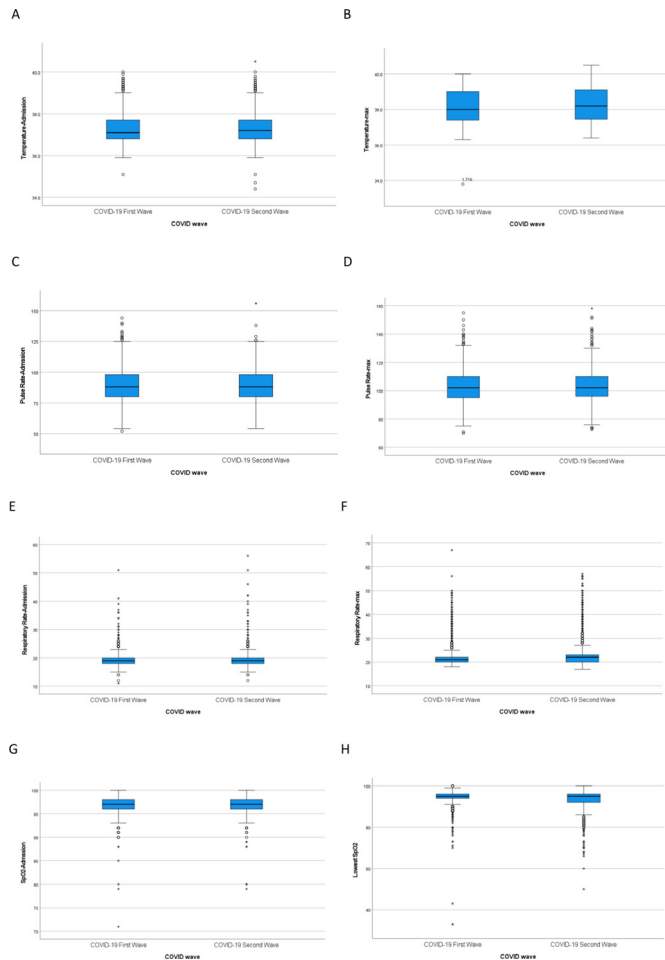 A
Temperature-Admission
40.0
38.0
36.0
34.0
COVID-19 First Wave
COVID-19 Second Wave
COVID wave
B
Temperature-max
40.0
38.0
36.0
34.0
1,716
COVID-19 First Wave
COVID-19 Second Wave
COVID wave
C
Pulse Rate-Admssion
150
125
100
75
50
COVID-19 First Wave
COVID-19 Second Wave
COVID wave
D
Pulse Rate-max
160
140
120
100
80
60
COVID-19 First Wave
COVID-19 Second Wave
COVID wave
E
Respiratory Rate-Admission
60
50
40
30
20
10
COVID-19 First Wave
COVID-19 Second Wave
COVID wave
F
Respiratory Rate-max
70
60
50
40
30
20
10
COVID-19 First Wave
COVID-19 Second Wave
COVID wave
G
SpO2-Admission
100
95
90
85
80
75
70
COVID-19 First Wave
COVID-19 Second Wave
COVID wave
H
Lowest SpO2
100
80
60
40
COVID-19 First Wave
COVID-19 Second Wave
COVID wave